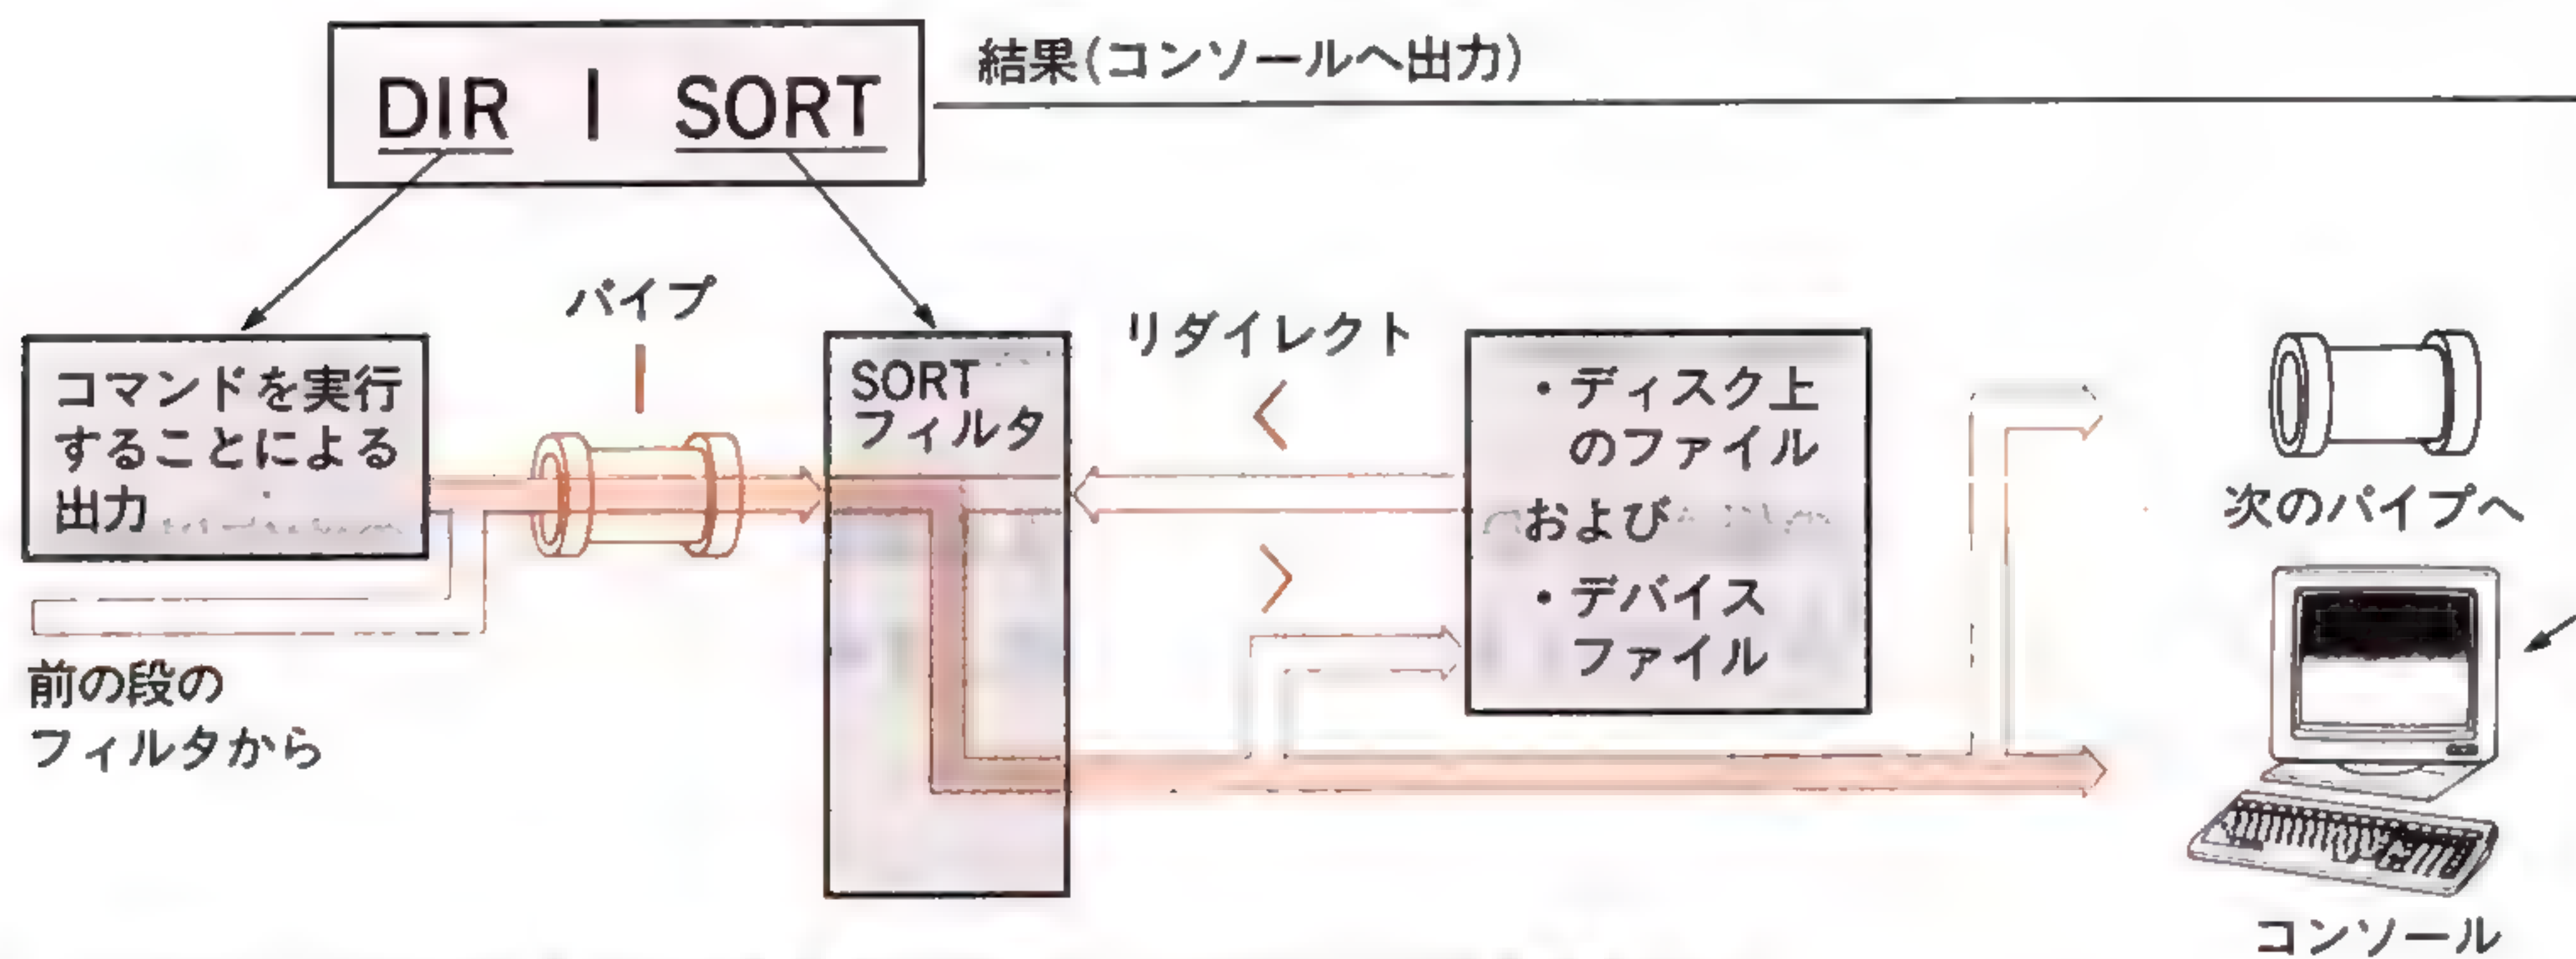 DIR | SORT
結果(コンソールへ出力)
パイプ
|
コマンドを実行
することによる
出力
前の段の
フィルタから
SORT
フィルタ
リダイレクト
<
>
・ディスク上
のファイル
および
・デバイス
ファイル
次のパイプへ
コンソール